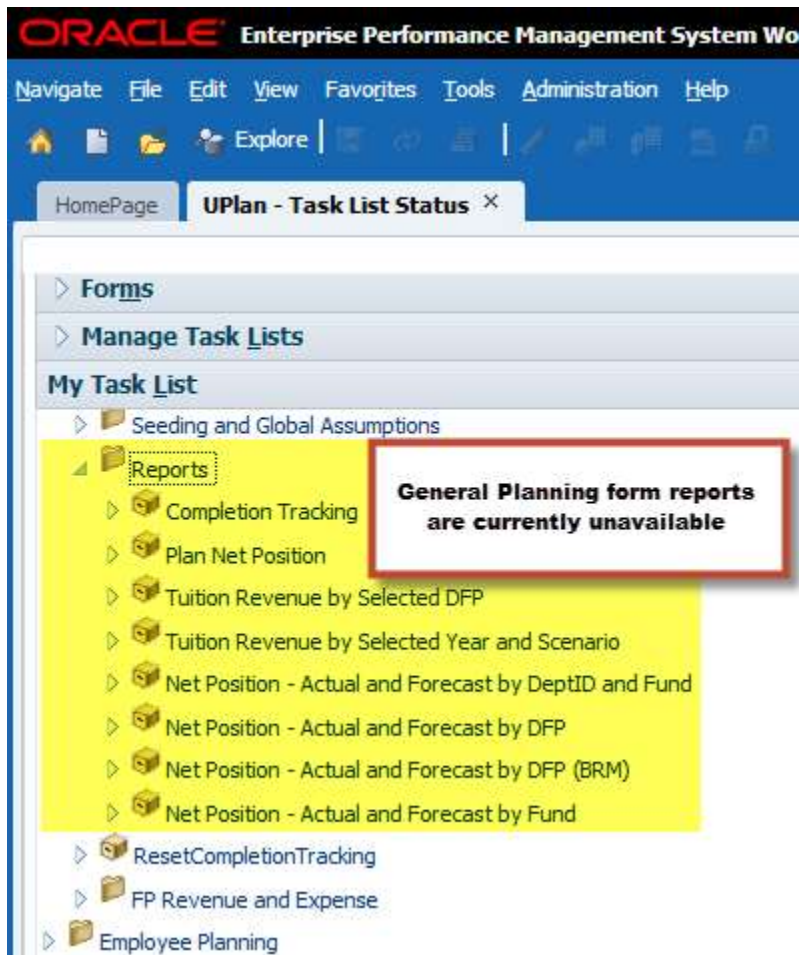 ORACLE Enterprise Performance Management System Wo
Navigate File Edit View Favorites Tools Administration Help
Explore
HomePage UPlan - Task List Status ×
Forms
Manage Task Lists
My Task List
Seeding and Global Assumptions
Reports
General Planning form reports
are currently unavailable
Completion Tracking
Plan Net Position
Tuition Revenue by Selected DFP
Tuition Revenue by Selected Year and Scenario
Net Position - Actual and Forecast by DeptID and Fund
Net Position - Actual and Forecast by DFP
Net Position - Actual and Forecast by DFP (BRM)
Net Position - Actual and Forecast by Fund
ResetCompletionTracking
FP Revenue and Expense
Employee Planning